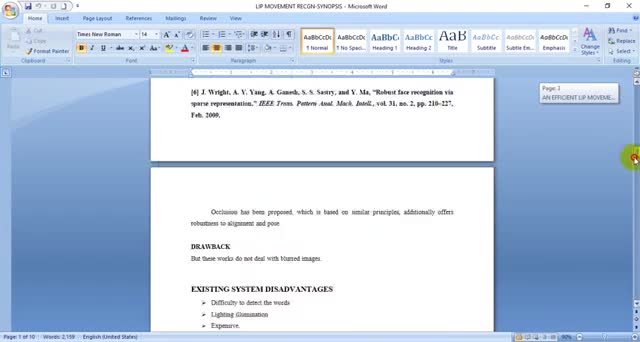 LIP MOVEMENT RECGN-SYNOPSIS - Microsoft Word
Home Insert Page Layout References Mailings Review View
Paste Cut Copy Format Painter
Clipboard
Times New Roman 14
Font
Paragraph
AaBbCcDc AaBbCcDc AaBbC AaBbCc AaB AaBbCc. AaBbCcDc AaBbCcDc
¶ Normal ¶ No Spaci... Heading 1 Heading 2 Title Subtitle Subtle Em... Emphasis
Change Styles
Styles
Find
Replace
Select
Editing
[6] J. Wright, A. Y. Yang, A. Ganesh, S. S. Sastry, and Y. Ma, “Robust face recognition via
sparse representation,” IEEE Trans. Pattern Anal. Mach. Intell., vol. 31, no. 2, pp. 210–227,
Feb. 2009.
AN EFFICIENT LIP MOVEME...
Occlusion has been proposed, which is based on similar principles, additionally offers
robustness to alignment and pose
DRAWBACK
But these works do not deal with blurred images.
EXISTING SYSTEM DISADVANTAGES
➤ Difficulty to detect the words
➤ Lighting illumination
➤ Expensive.
Page: 1 of 10 Words: 2,159 English (United States)
90%